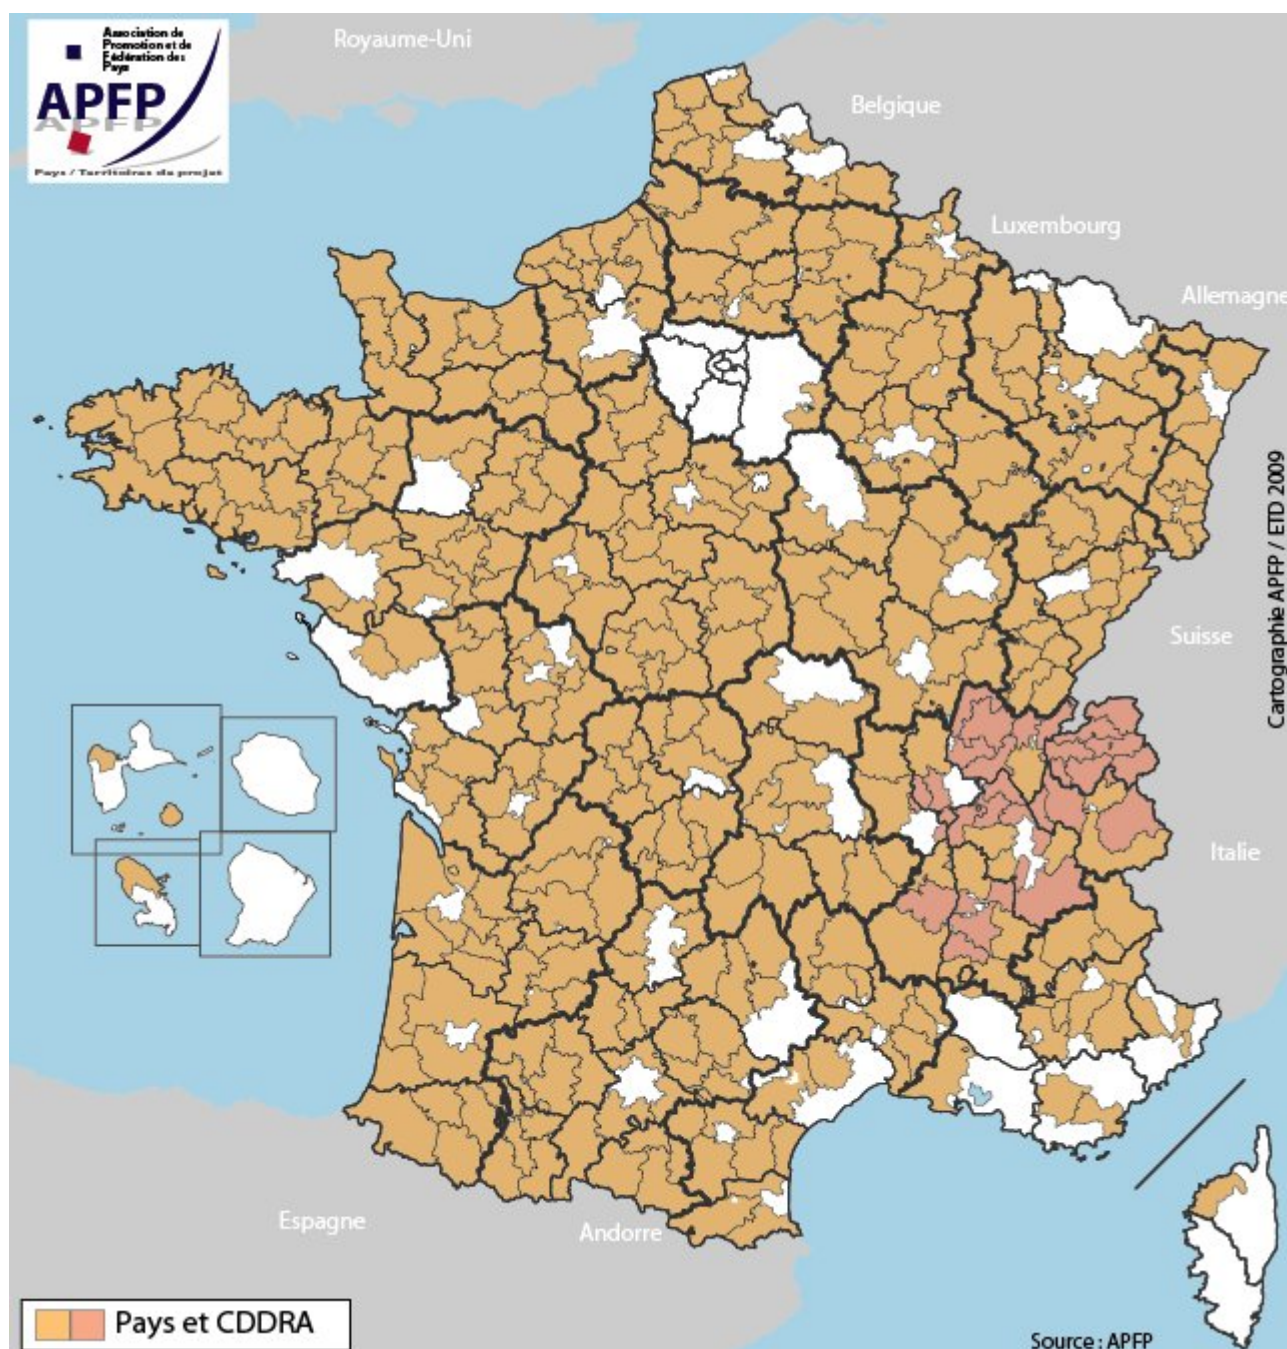 Association de
Promotion et de
Fédération des
Pays
APFP
Pays / Territoires de projet
Royaume-Uni
Belgique
Luxembourg
Allemagne
Suisse
Italie
Espagne
Andorre
Cartographie APFP / ETD 2009
Pays et CDDRA
Source : APFP